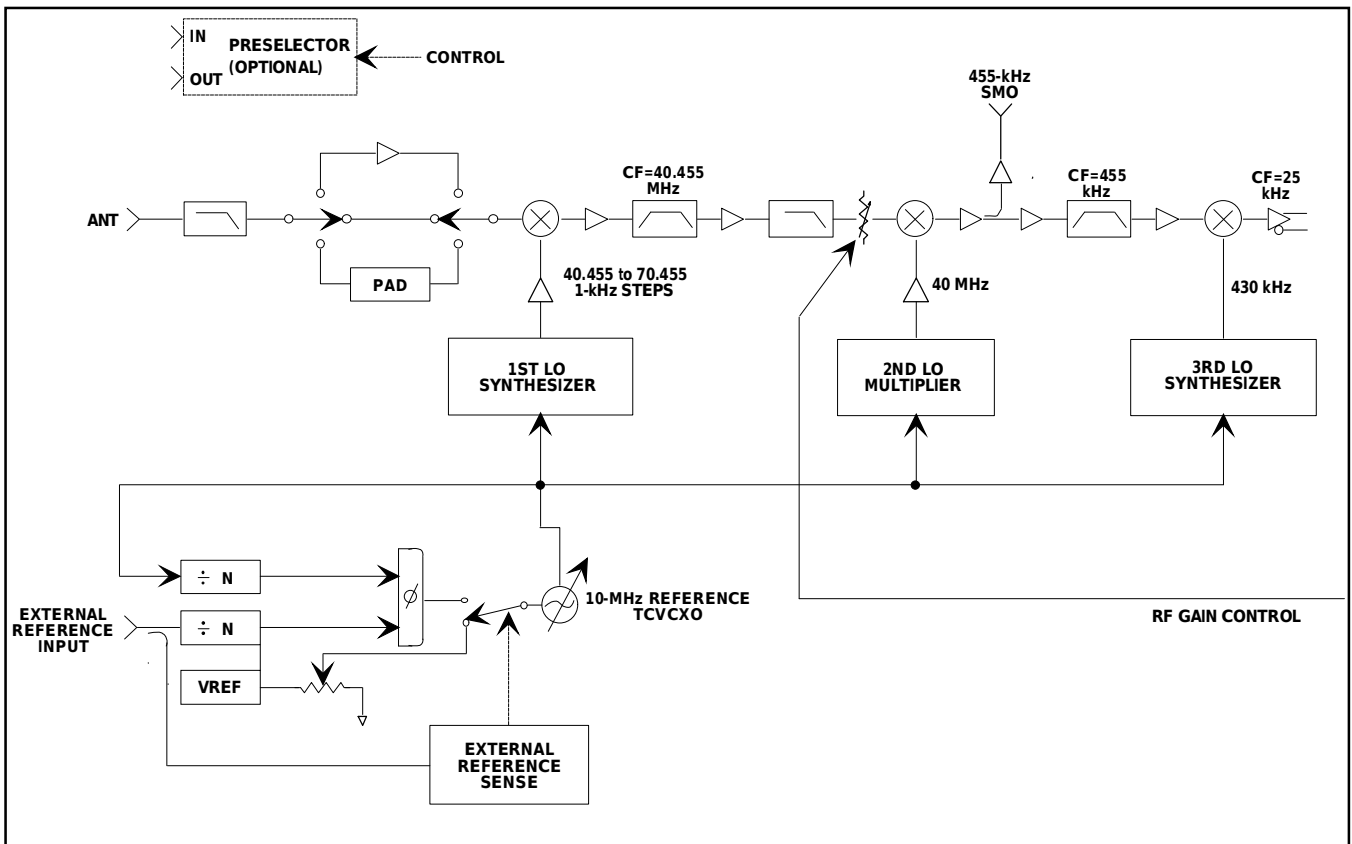 IN
PRESELECTOR
(OPTIONAL)
OUT
CONTROL
455-kHz
SMO
CF=40.455
MHz
CF=455
kHz
CF=25
kHz
ANT
PAD
40.455 to 70.455
1-kHz STEPS
40 MHz
430 kHz
1ST LO
SYNTHESIZER
2ND LO
MULTIPLIER
3RD LO
SYNTHESIZER
÷ N
ϕ
10-MHz REFERENCE
TCVCXO
EXTERNAL
REFERENCE
INPUT
÷ N
RF GAIN CONTROL
VREF
EXTERNAL
REFERENCE
SENSE